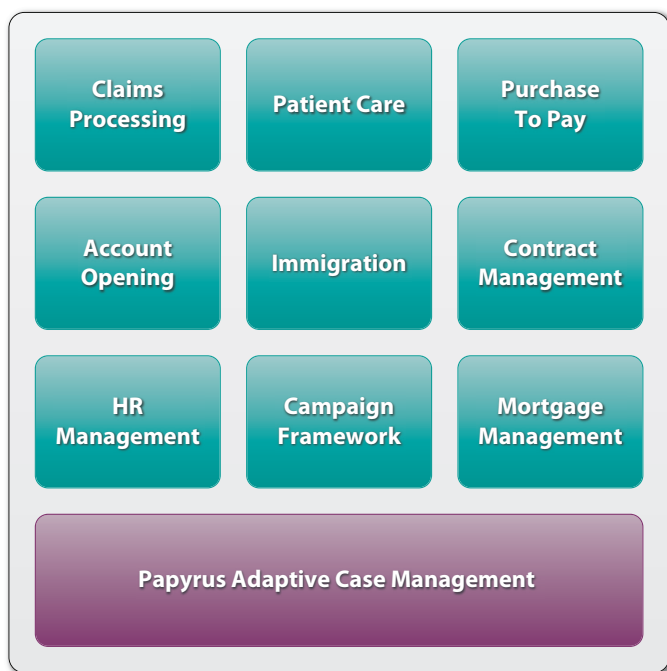 Claims
Processing
Patient Care
Purchase
To Pay
Account
Opening
Immigration
Contract
Management
HR
Management
Campaign
Framework
Mortgage
Management
Papyrus Adaptive Case Management